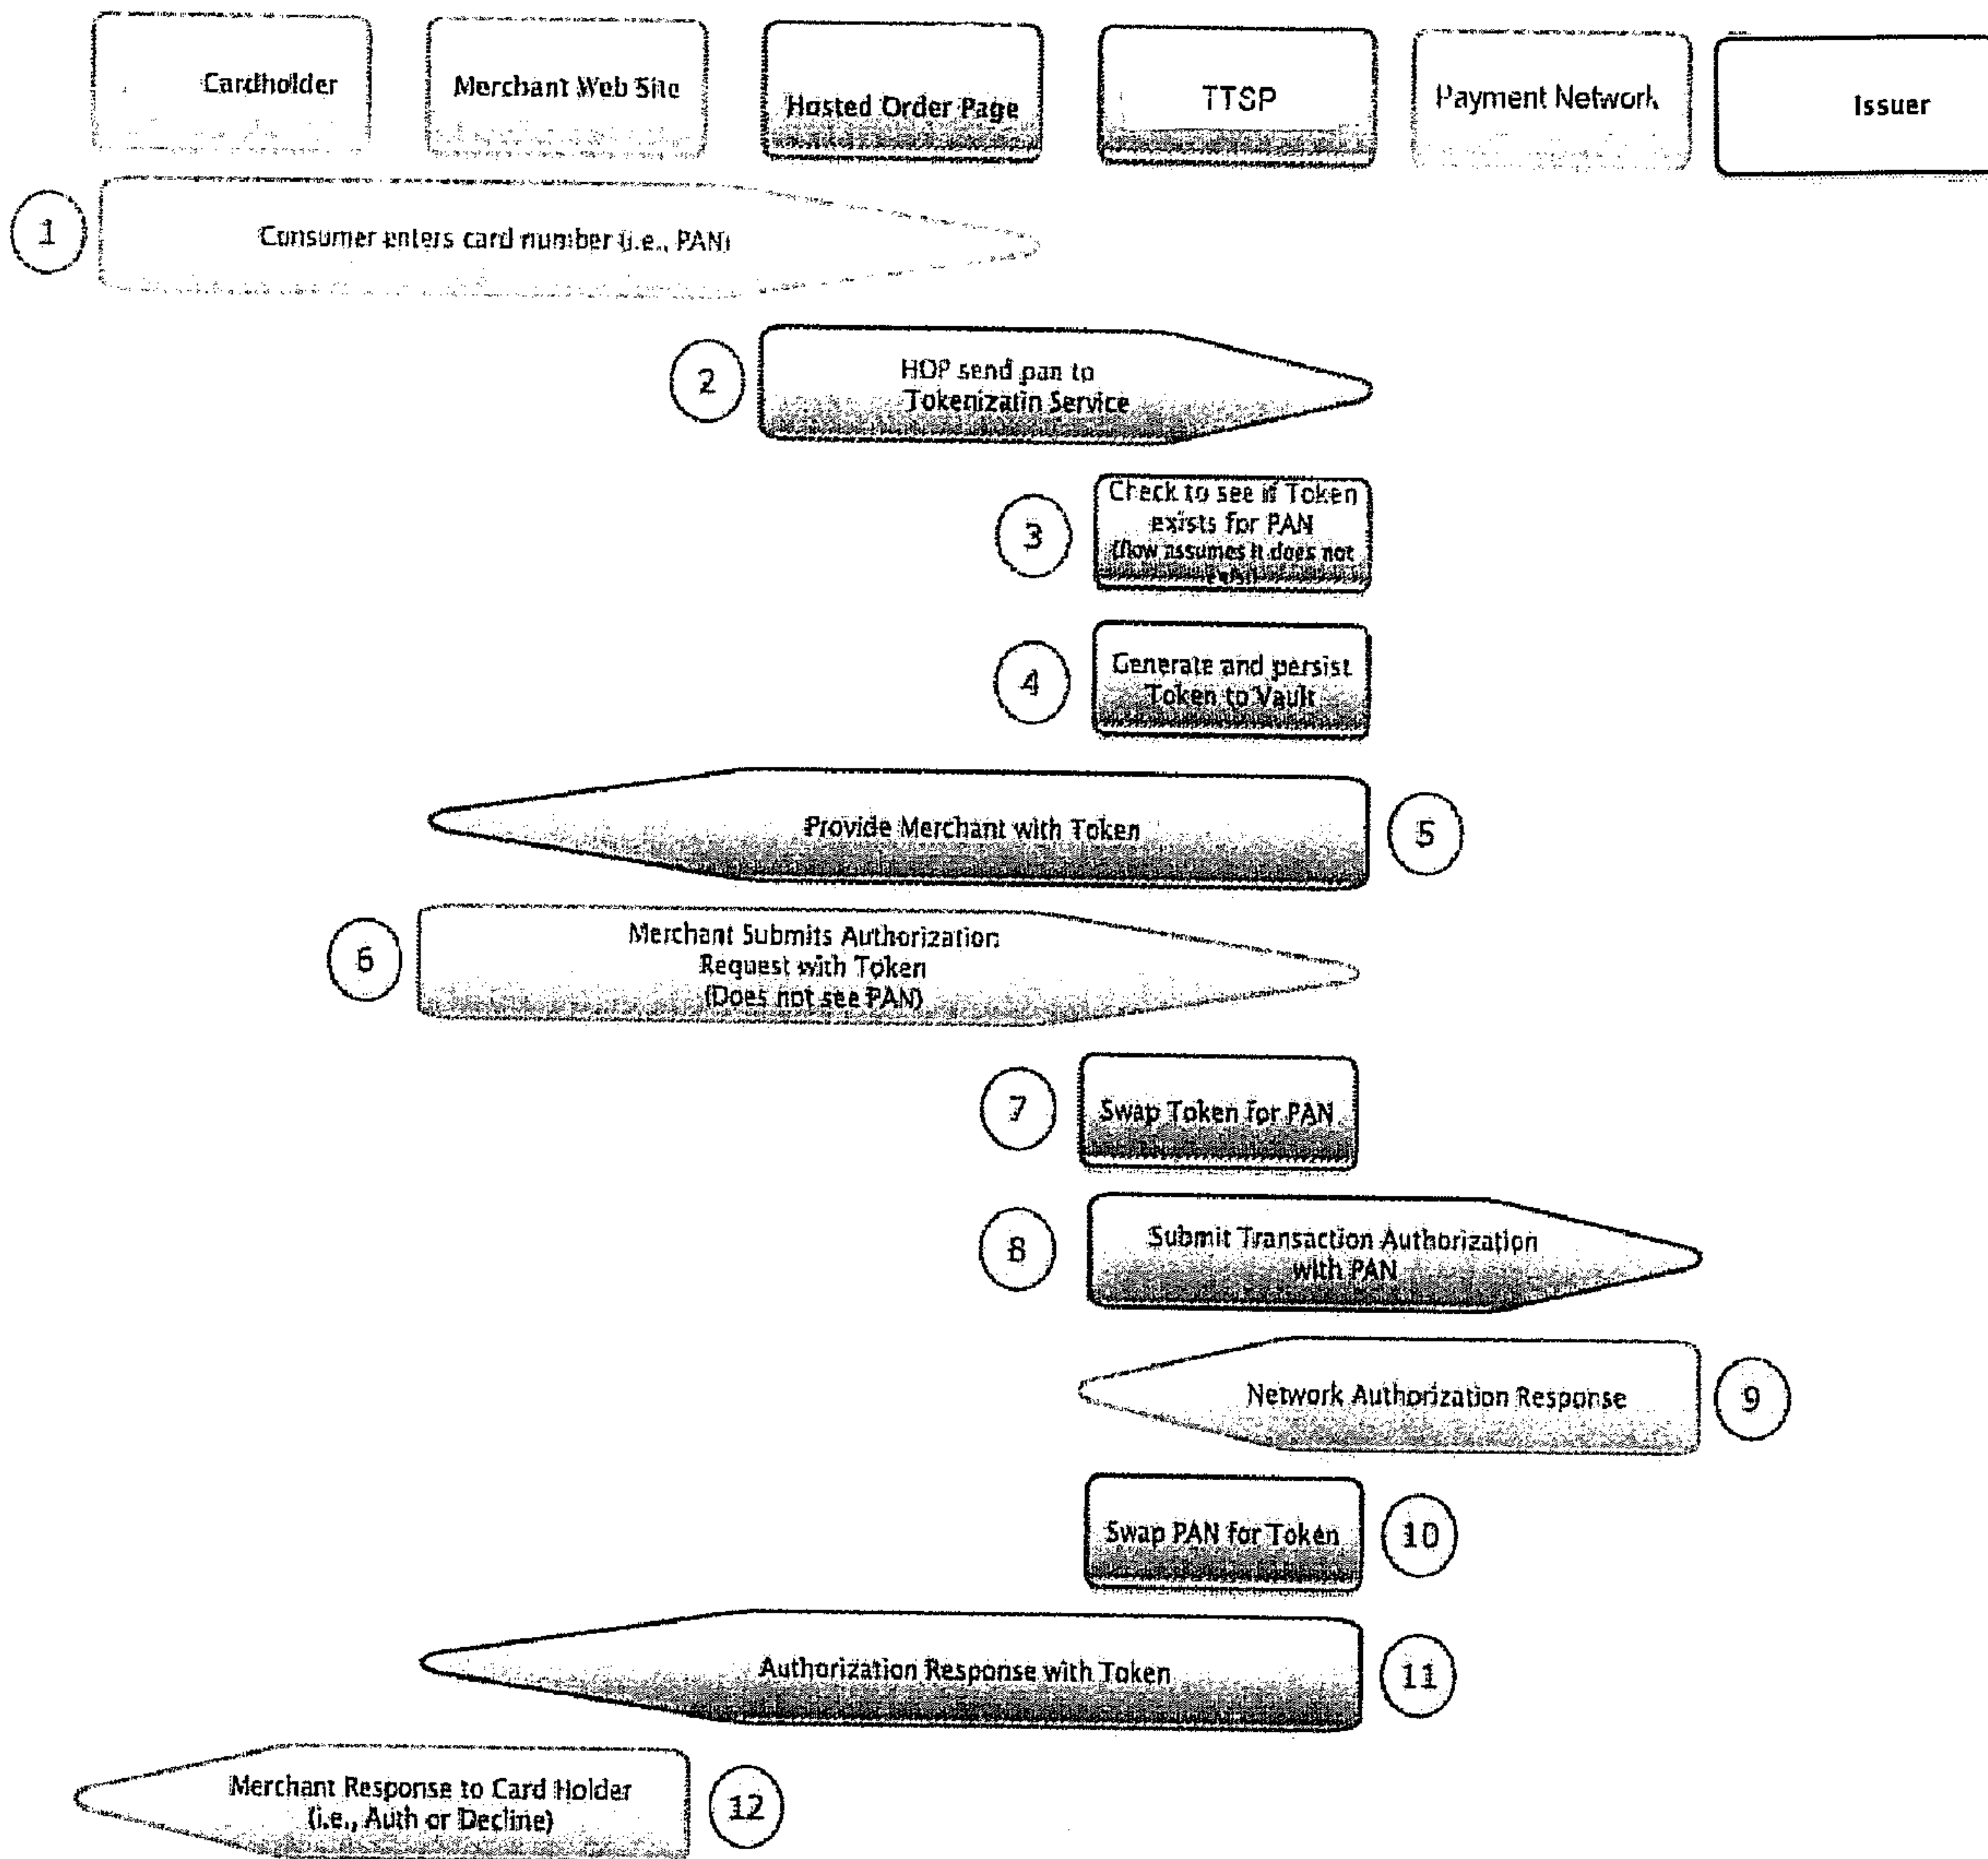 Cardholder
Merchant Web Site
Hosted Order Page
TTSP
Payment Network
Issuer
1
Consumer enters card number (i.e., PAN)
2
HOP send pan to
Tokenizatin Service
3
Check to see if Token
exists for PAN
(flow assumes it does not
exist)
4
Generate and persist
Token to Vault
Provide Merchant with Token
5
6
Merchant Submits Authorization
Request with Token
(Does not see PAN)
7
Swap Token for PAN
8
Submit Transaction Authorization
with PAN
Network Authorization Response
9
Swap PAN for Token
10
Authorization Response with Token
11
Merchant Response to Card Holder
(i.e., Auth or Decline)
12